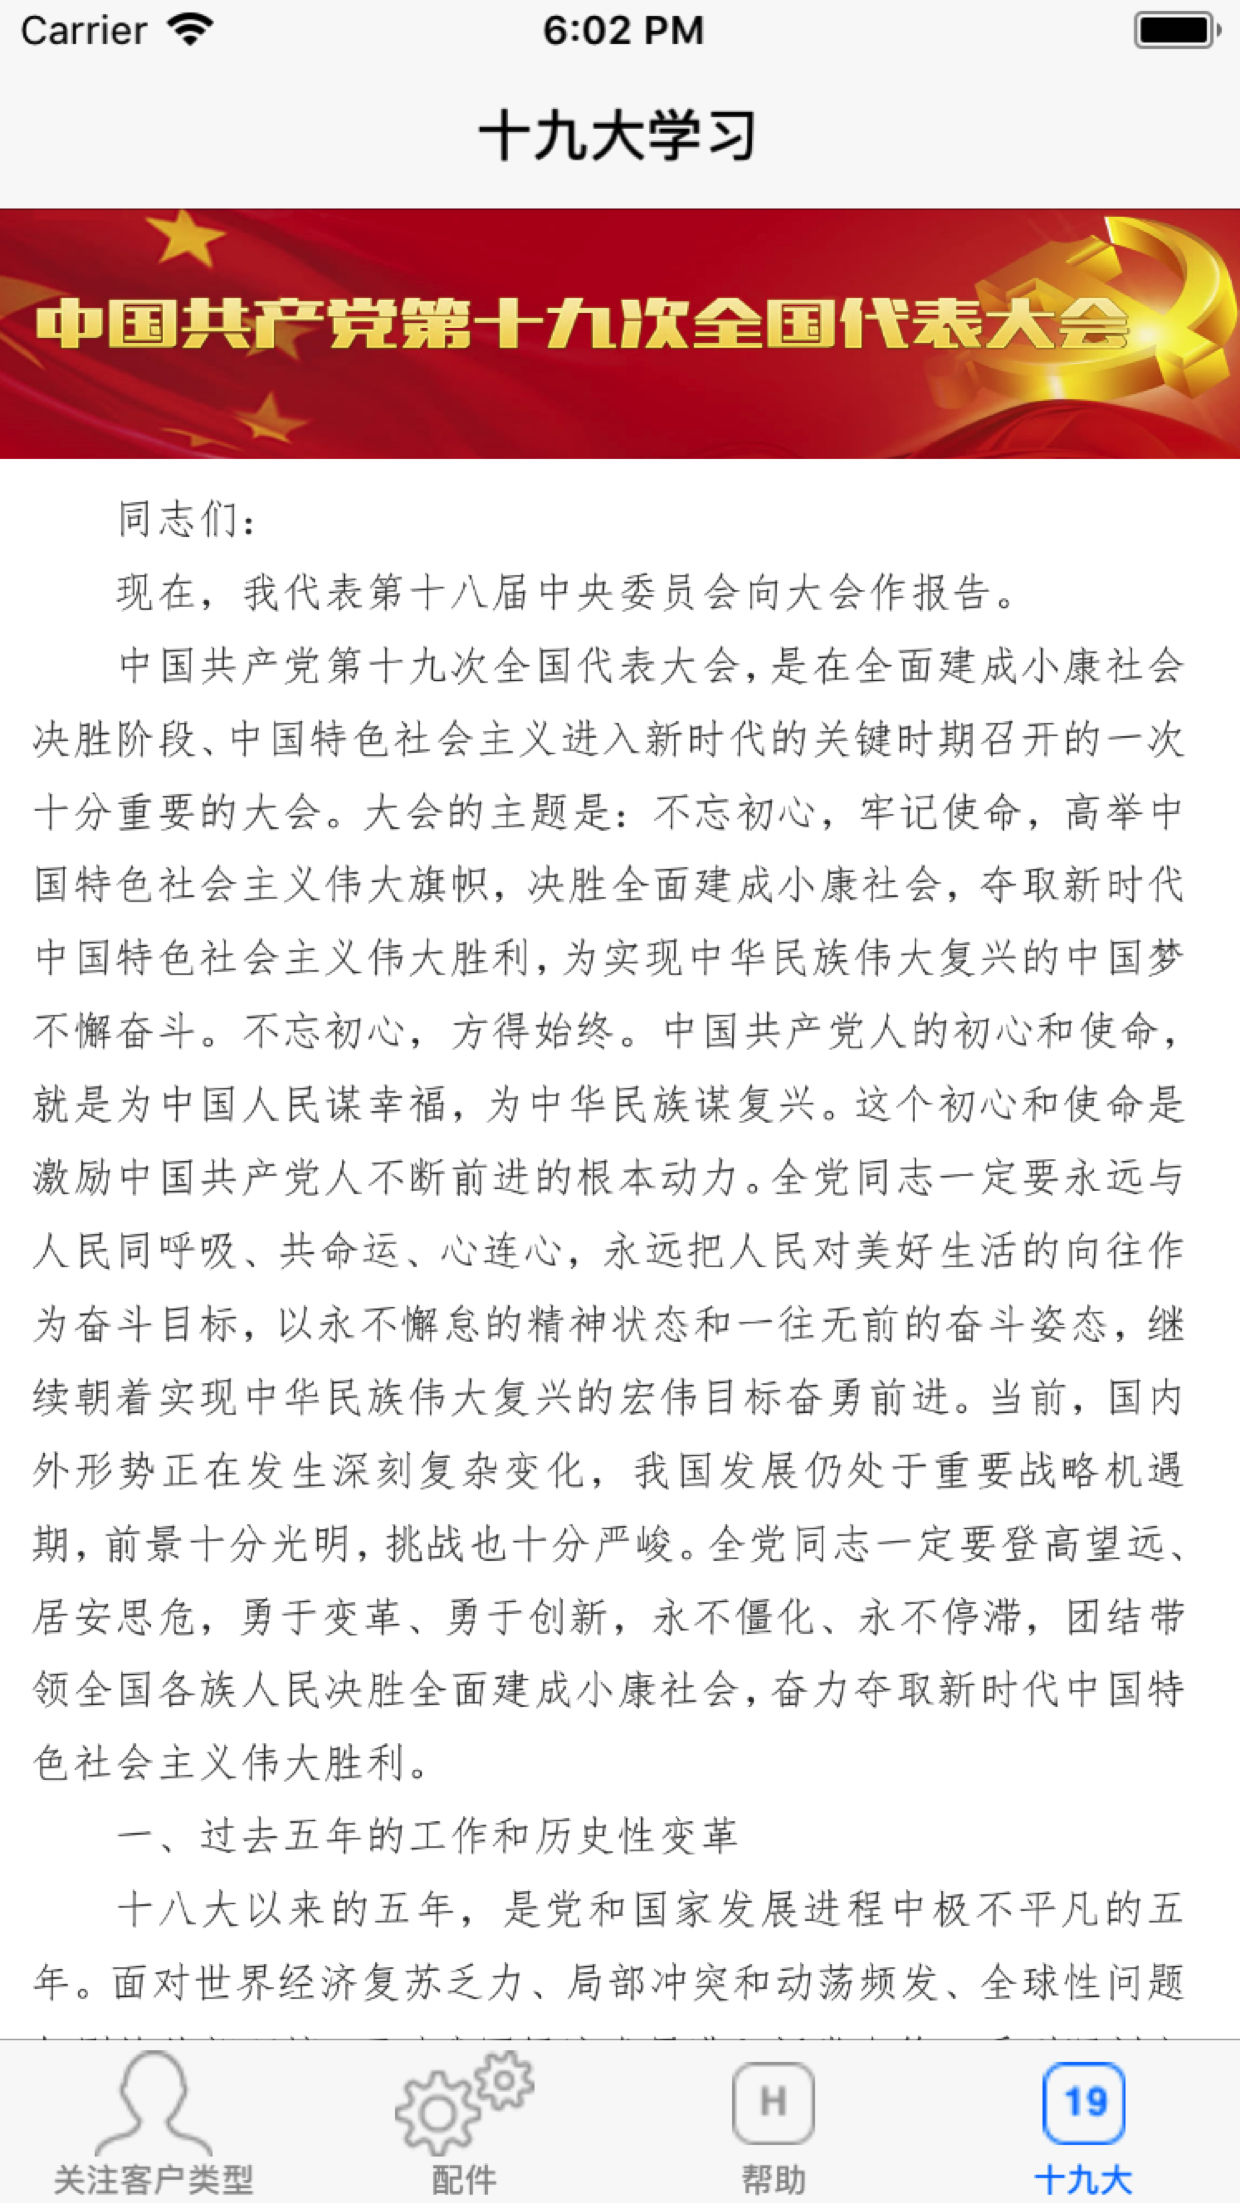 Carrier 6:02 PM
十九大学习
中国共产党第十九次全国代表大会
同志们：
现在，我代表第十八届中央委员会向大会作报告。
中国共产党第十九次全国代表大会，是在全面建成小康社会
决胜阶段、中国特色社会主义进入新时代的关键时期召开的一次
十分重要的大会。大会的主题是：不忘初心，牢记使命，高举中
国特色社会主义伟大旗帜，决胜全面建成小康社会，夺取新时代
中国特色社会主义伟大胜利，为实现中华民族伟大复兴的中国梦
不懈奋斗。不忘初心，方得始终。中国共产党人的初心和使命，
就是为中国人民谋幸福，为中华民族谋复兴。这个初心和使命是
激励中国共产党人不断前进的根本动力。全党同志一定要永远与
人民同呼吸、共命运、心连心，永远把人民对美好生活的向往作
为奋斗目标，以永不懈怠的精神状态和一往无前的奋斗姿态，继
续朝着实现中华民族伟大复兴的宏伟目标奋勇前进。当前，国内
外形势正在发生深刻复杂变化，我国发展仍处于重要战略机遇
期，前景十分光明，挑战也十分严峻。全党同志一定要登高望远、
居安思危，勇于变革、勇于创新，永不僵化、永不停滞，团结带
领全国各族人民决胜全面建成小康社会，奋力夺取新时代中国特
色社会主义伟大胜利。
一、过去五年的工作和历史性变革
十八大以来的五年，是党和国家发展进程中极不平凡的五
年。面对世界经济复苏乏力、局部冲突和动荡频发、全球性问题
H 19
关注客户类型 配件 帮助 十九大